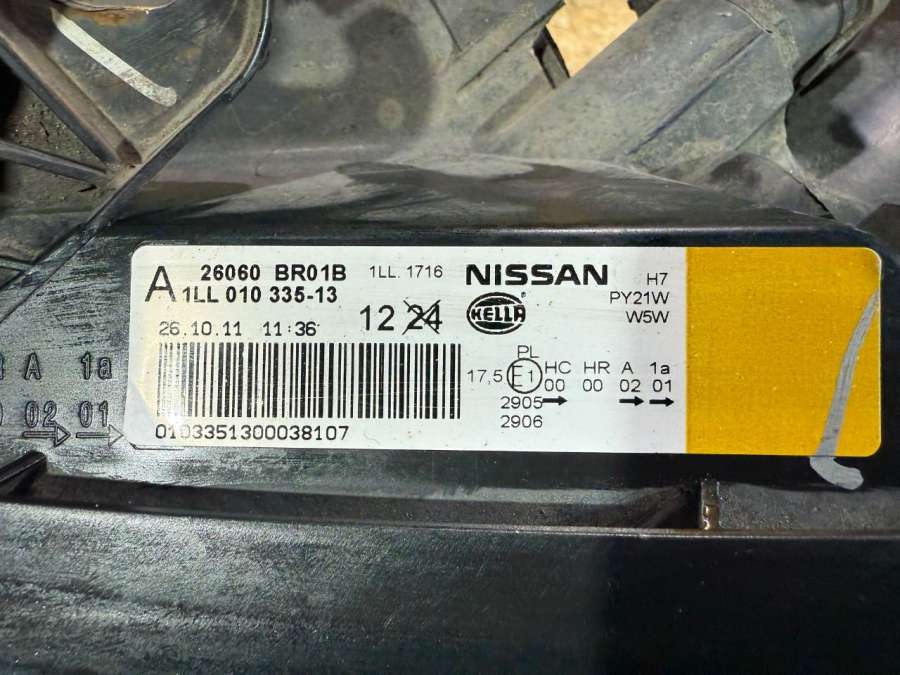 A 26060 BR01B 1LL. 1716 NISSAN H7
1LL 010 335-13 HELLA PY21W
W5W
26.10.11 11:36 12 24
PL
17,5 E1 HC HR A 1a
00 00 02 01
2905
2906
0103351300038107
A 1a
02 01